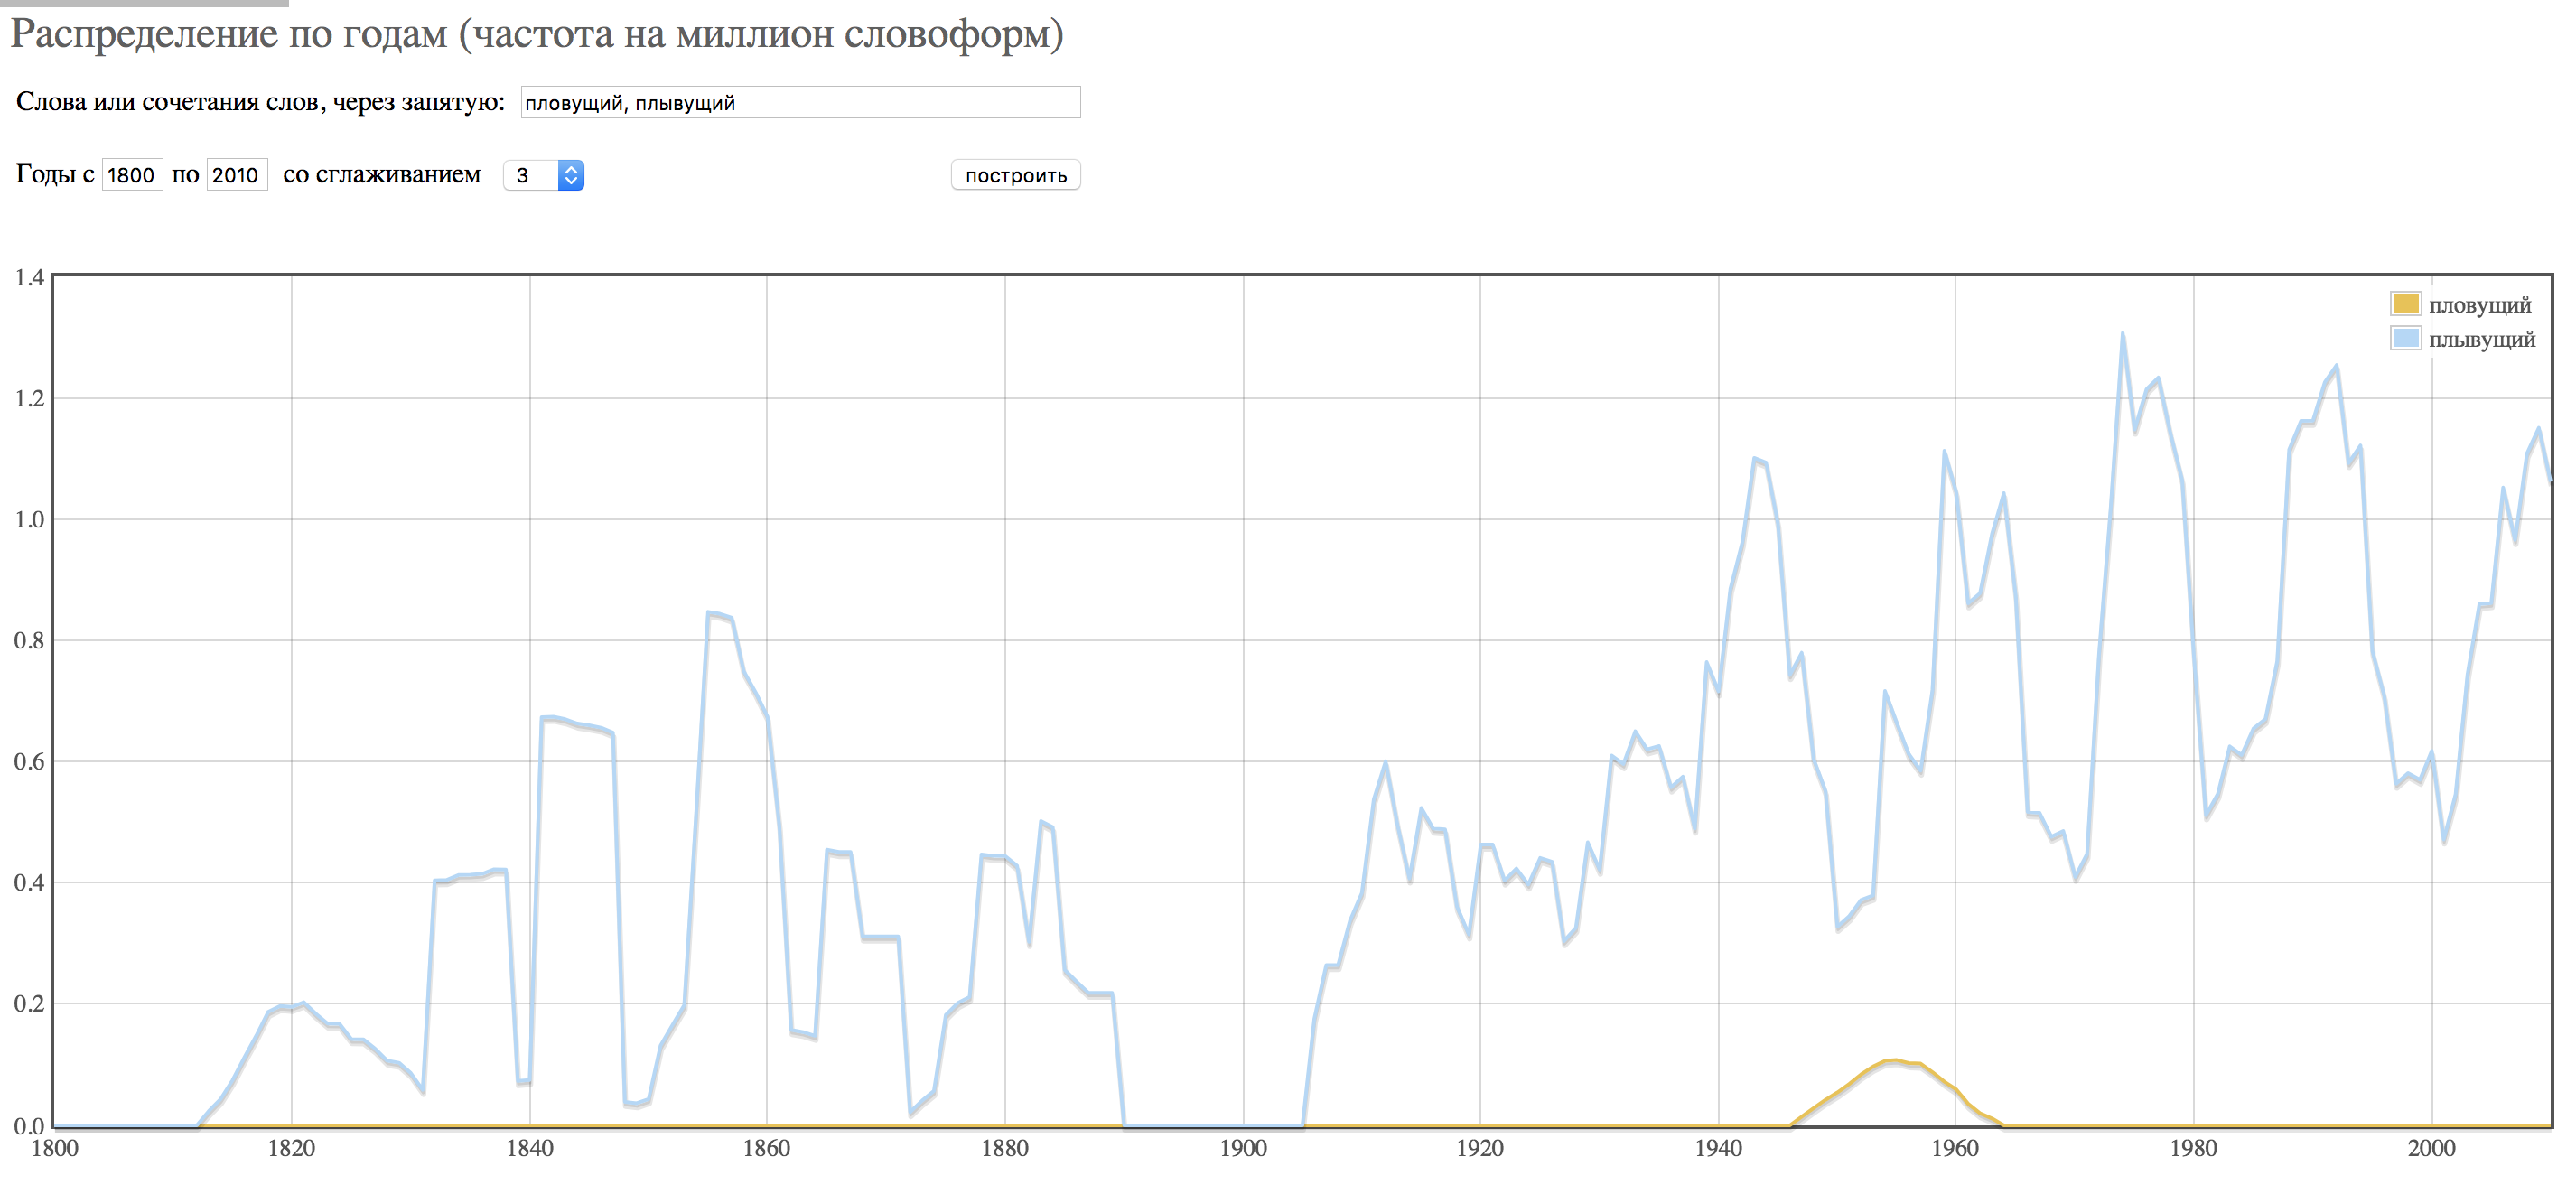 Распределение по годам (частота на миллион словоформ)
Слова или сочетания слов, через запятую: пловущий, плывущий
Годы с 1800 по 2010 со сглаживанием 3 построить
1.4
пловущий
плывущий
1.2
1.0
0.8
0.6
0.4
0.2
0.0
1800 1820 1840 1860 1880 1900 1920 1940 1960 1980 2000